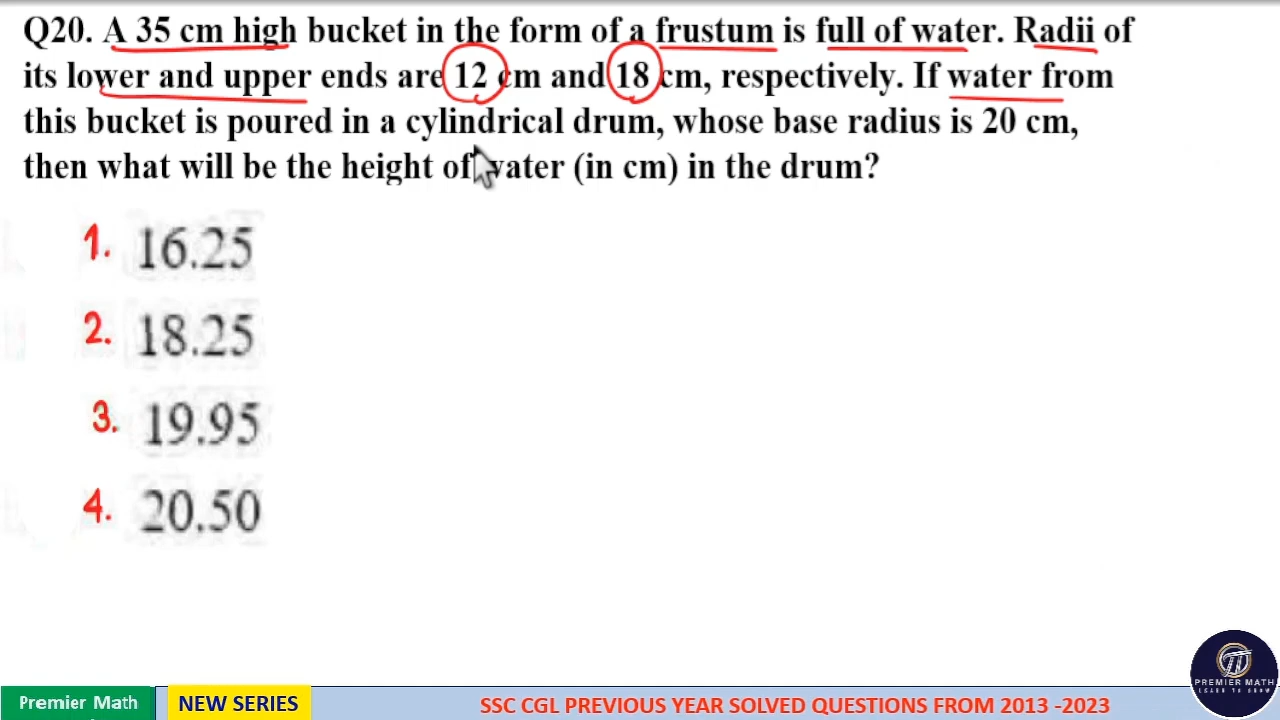 Q20. A 35 cm high bucket in the form of a frustum is full of water. Radii of
its lower and upper ends are 12 cm and 18 cm, respectively. If water from
this bucket is poured in a cylindrical drum, whose base radius is 20 cm,
then what will be the height of water (in cm) in the drum?
1. 16.25
2. 18.25
3. 19.95
4. 20.50
Premier Math
NEW SERIES
SSC CGL PREVIOUS YEAR SOLVED QUESTIONS FROM 2013 -2023
PREMIER MATH
LEARN TO GROW